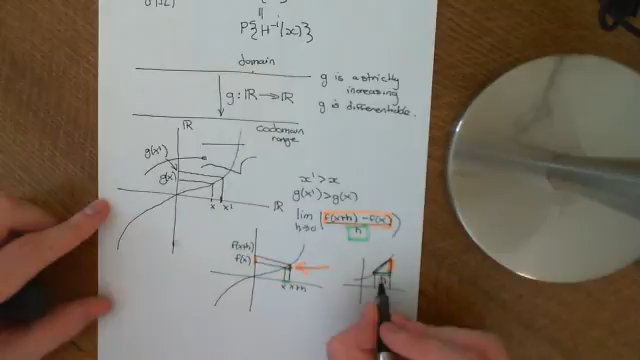 P{H⁻¹(x)}
domain
g : ℝ → ℝ
g is a strictly
increasing
g is differentiable.
codomain
range
ℝ
g(x')
g(x)
x x'
ℝ
x' > x
g(x') > g(x)
lim h→0 (f(x+h) - f(x) / h)
f(x+h)
f(x)
x x+h